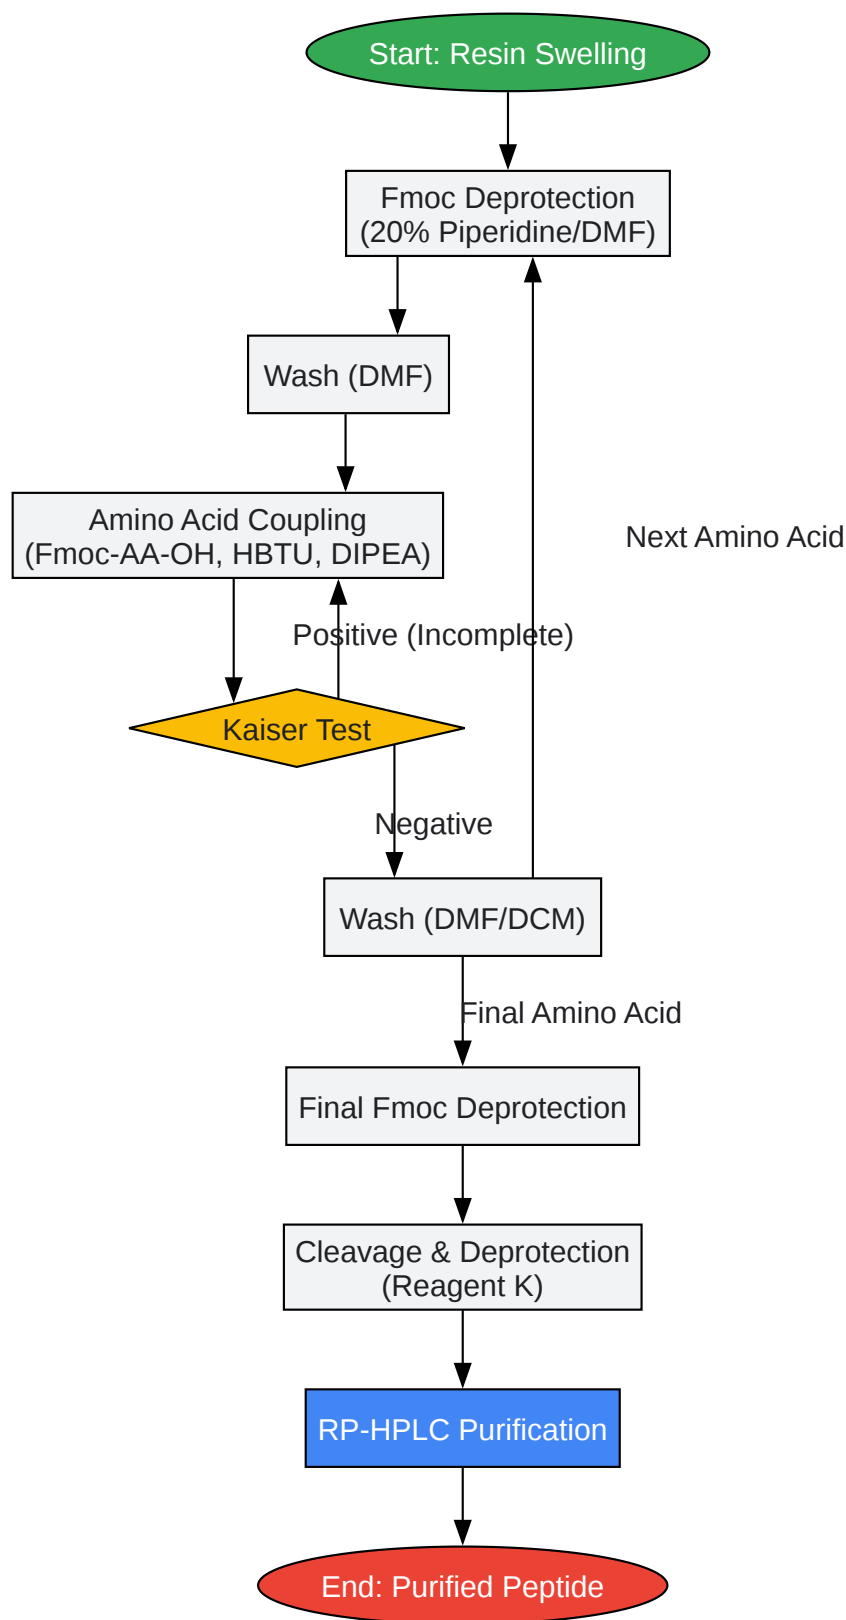 Start: Resin Swelling
Fmoc Deprotection
(20% Piperidine/DMF)
Wash (DMF)
Amino Acid Coupling
(Fmoc-AA-OH, HBTU, DIPEA)
Next Amino Acid
Positive (Incomplete)
Kaiser Test
Negative
Wash (DMF/DCM)
Final Amino Acid
Final Fmoc Deprotection
Cleavage & Deprotection
(Reagent K)
RP-HPLC Purification
End: Purified Peptide